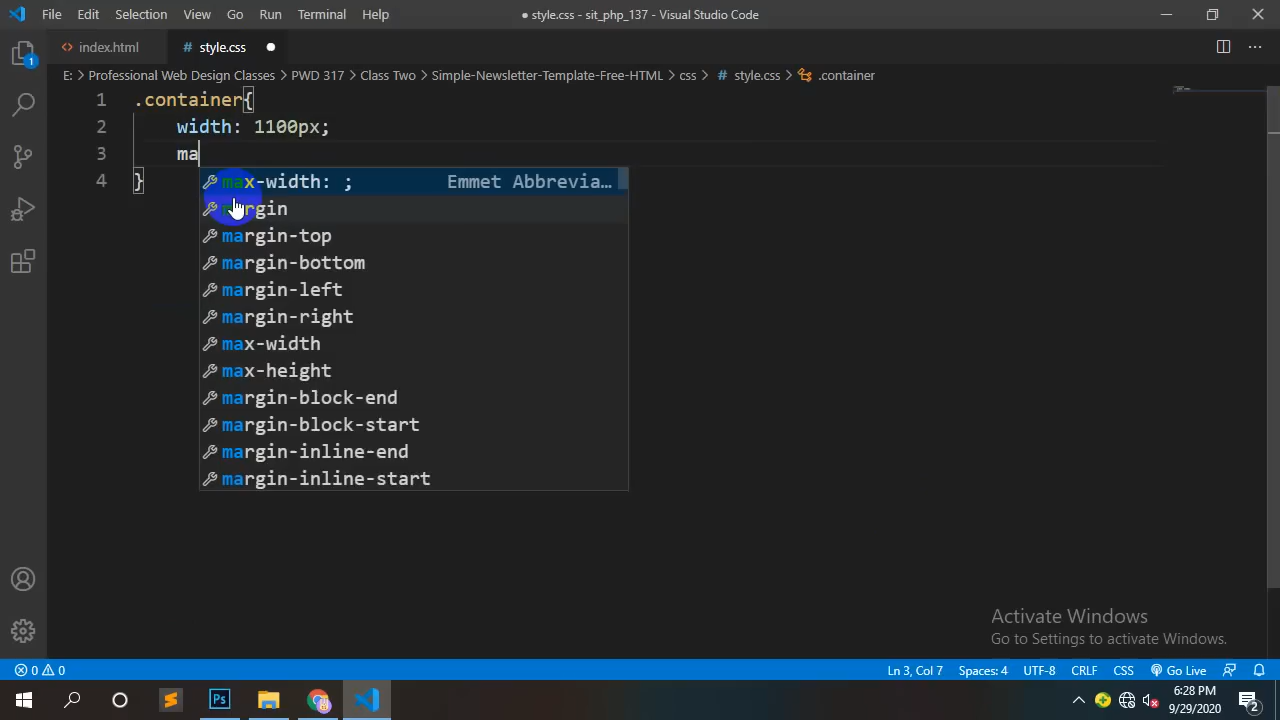 File Edit Selection View Go Run Terminal Help ● style.css - sit_php_137 - Visual Studio Code
<> index.html # style.css ●
E: > Professional Web Design Classes > PWD 317 > Class Two > Simple-Newsletter-Template-Free-HTML > css > # style.css > .container
1 .container{
2 width: 1100px;
3 ma
4 }
max-width: ; Emmet Abbrevia…
margin
margin-top
margin-bottom
margin-left
margin-right
max-width
max-height
margin-block-end
margin-block-start
margin-inline-end
margin-inline-start
1
Activate Windows
Go to Settings to activate Windows.
0 0 Ln 3, Col 7 Spaces: 4 UTF-8 CRLF CSS Go Live
Ps 6:28 PM
9/29/2020 2